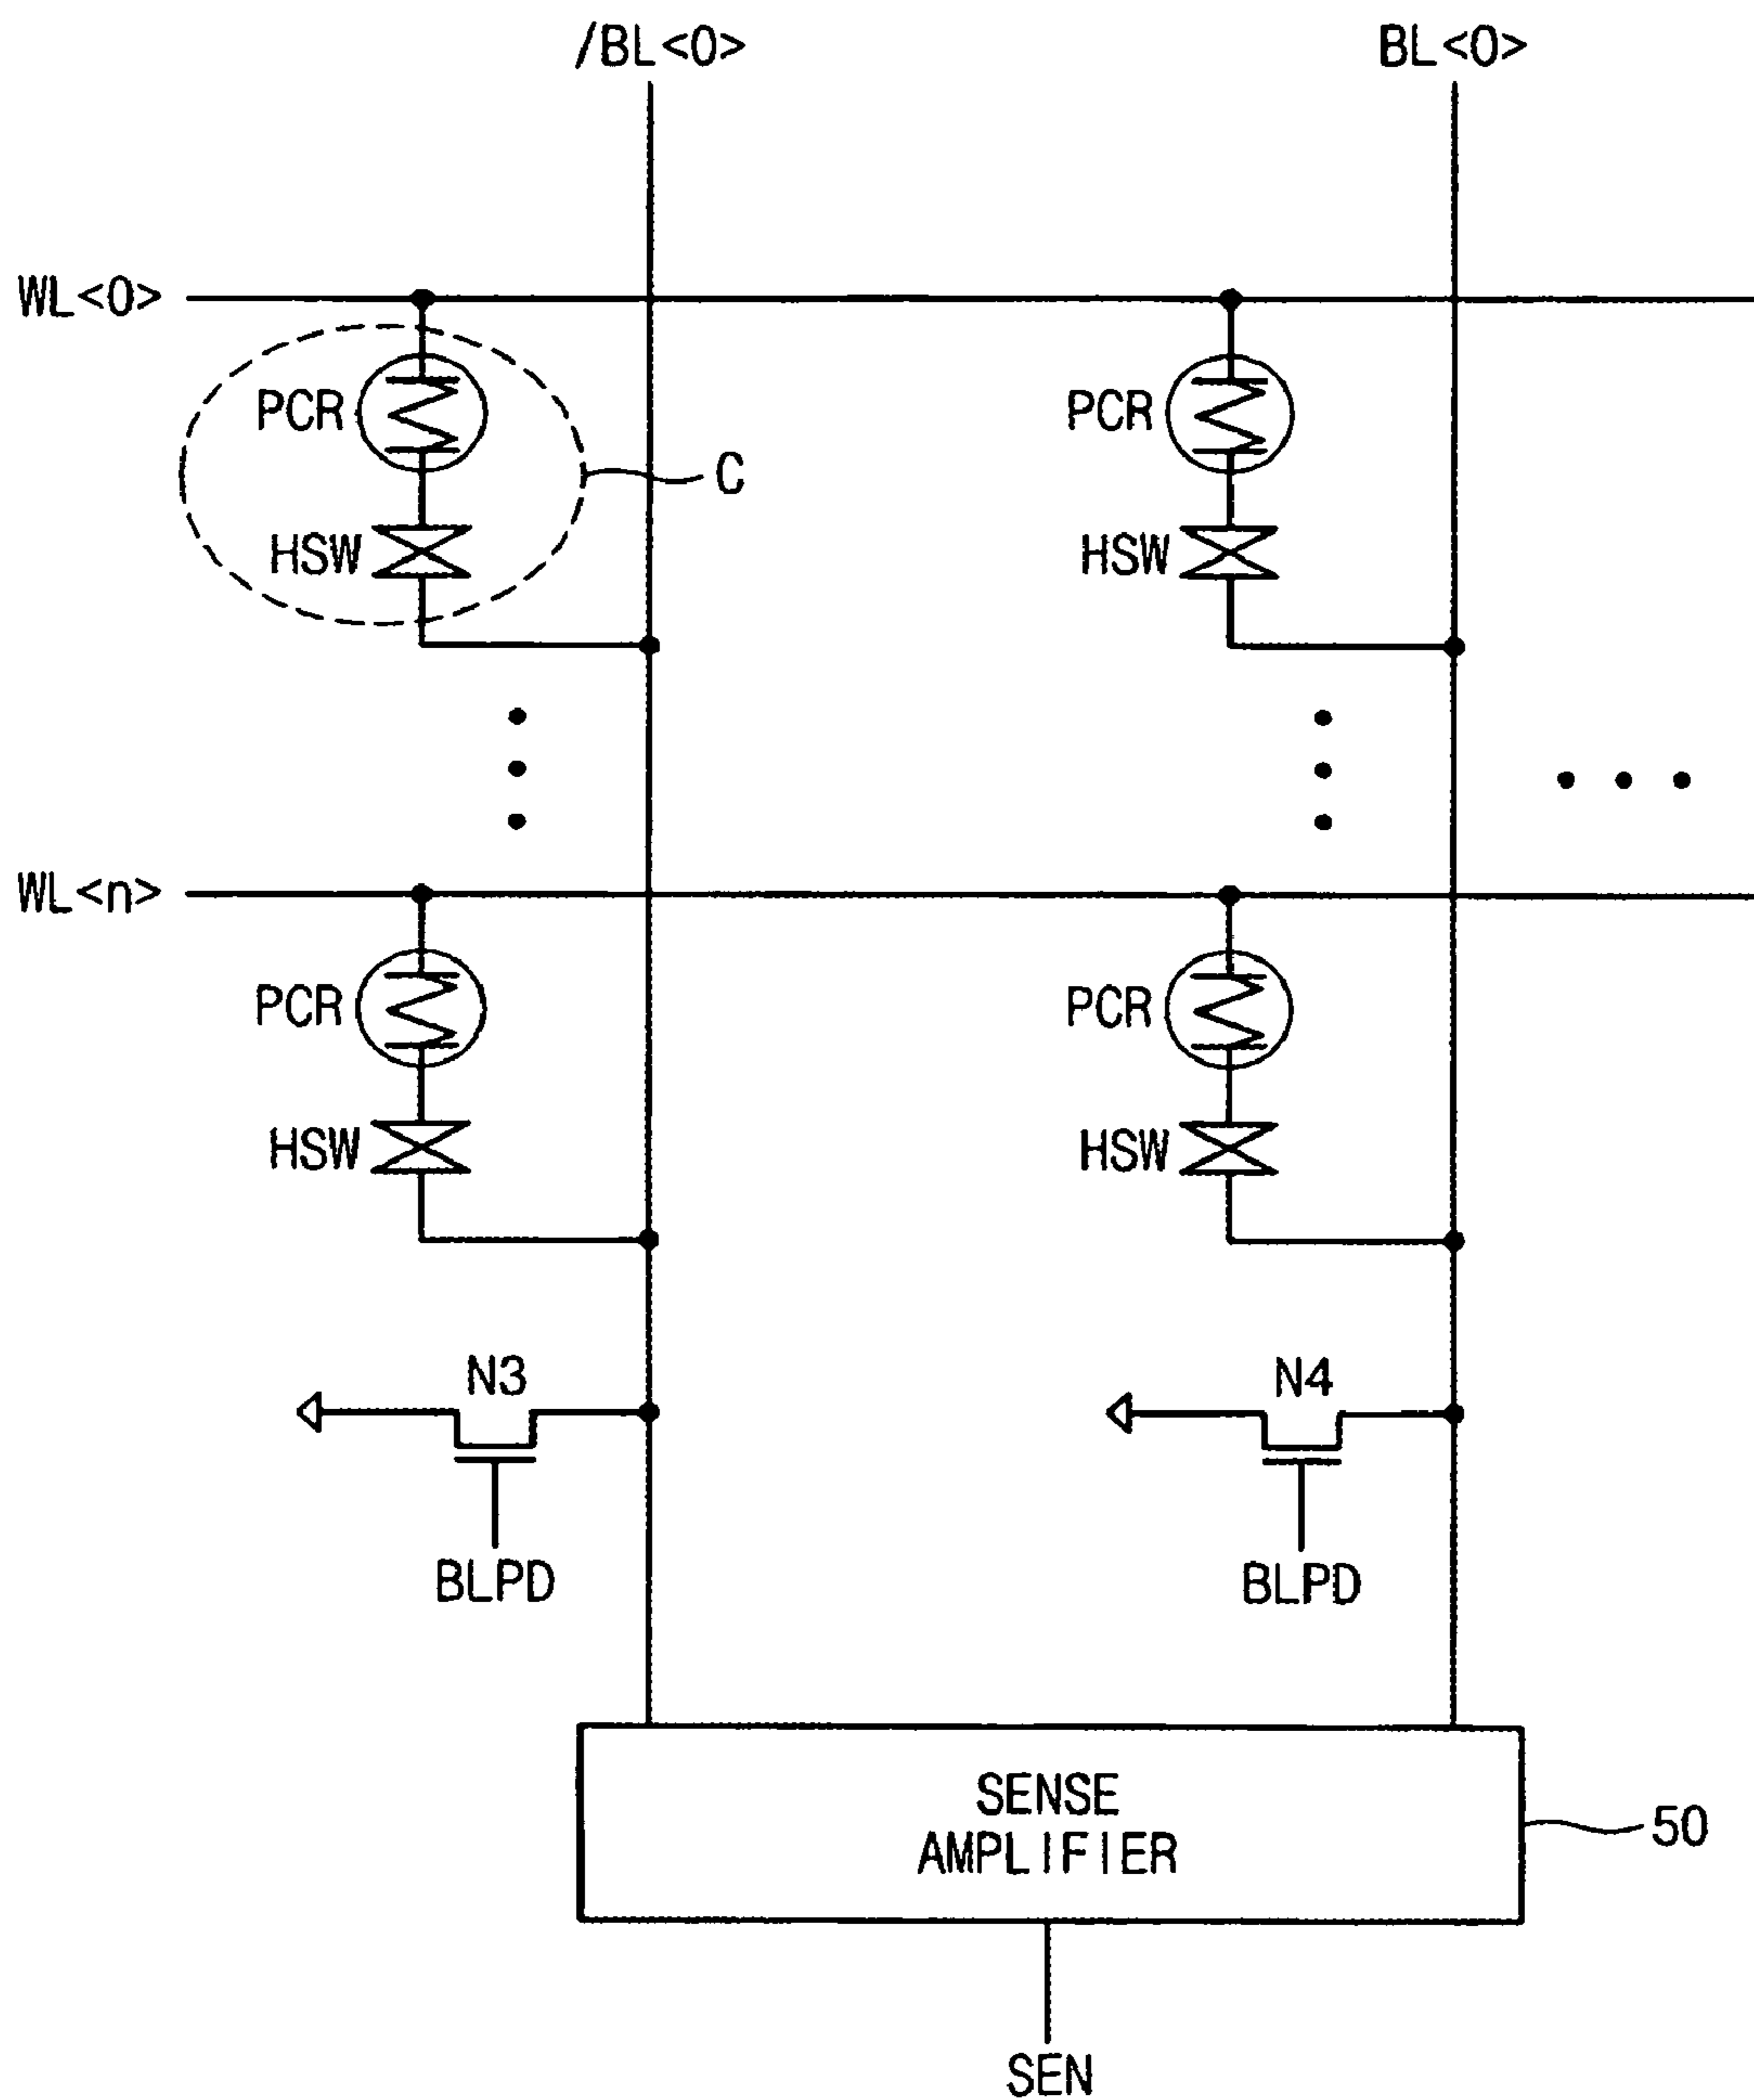 /BL<0> BL<0>
WL<0>
PCR PCR
C
HSW HSW
WL<n>
PCR PCR
HSW HSW
N3 N4
BLPD BLPD
SENSE
AMPLIFIER
50
SEN